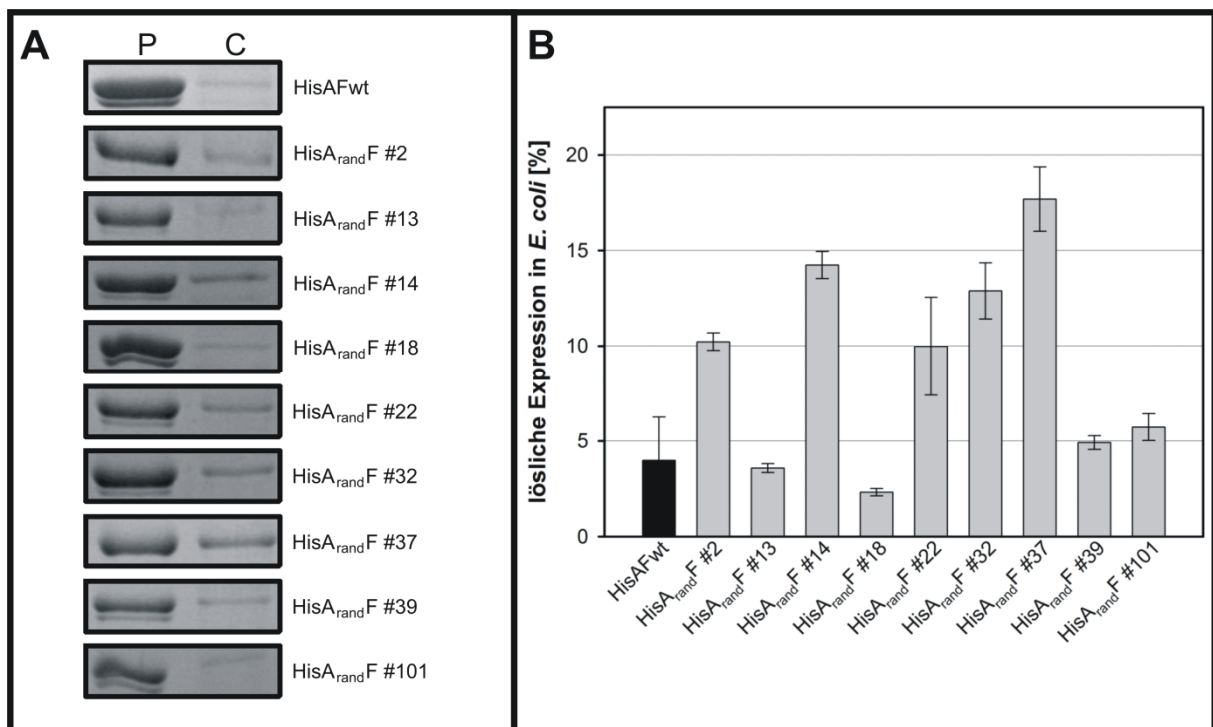 A
P C
HisAFwt
HisArandF #2
HisArandF #13
HisArandF #14
HisArandF #18
HisArandF #22
HisArandF #32
HisArandF #37
HisArandF #39
HisArandF #101
B
lösliche Expression in E. coli [%]
20
15
10
5
0
HisAFwt
HisArandF #2
HisArandF #13
HisArandF #14
HisArandF #18
HisArandF #22
HisArandF #32
HisArandF #37
HisArandF #39
HisArandF #101